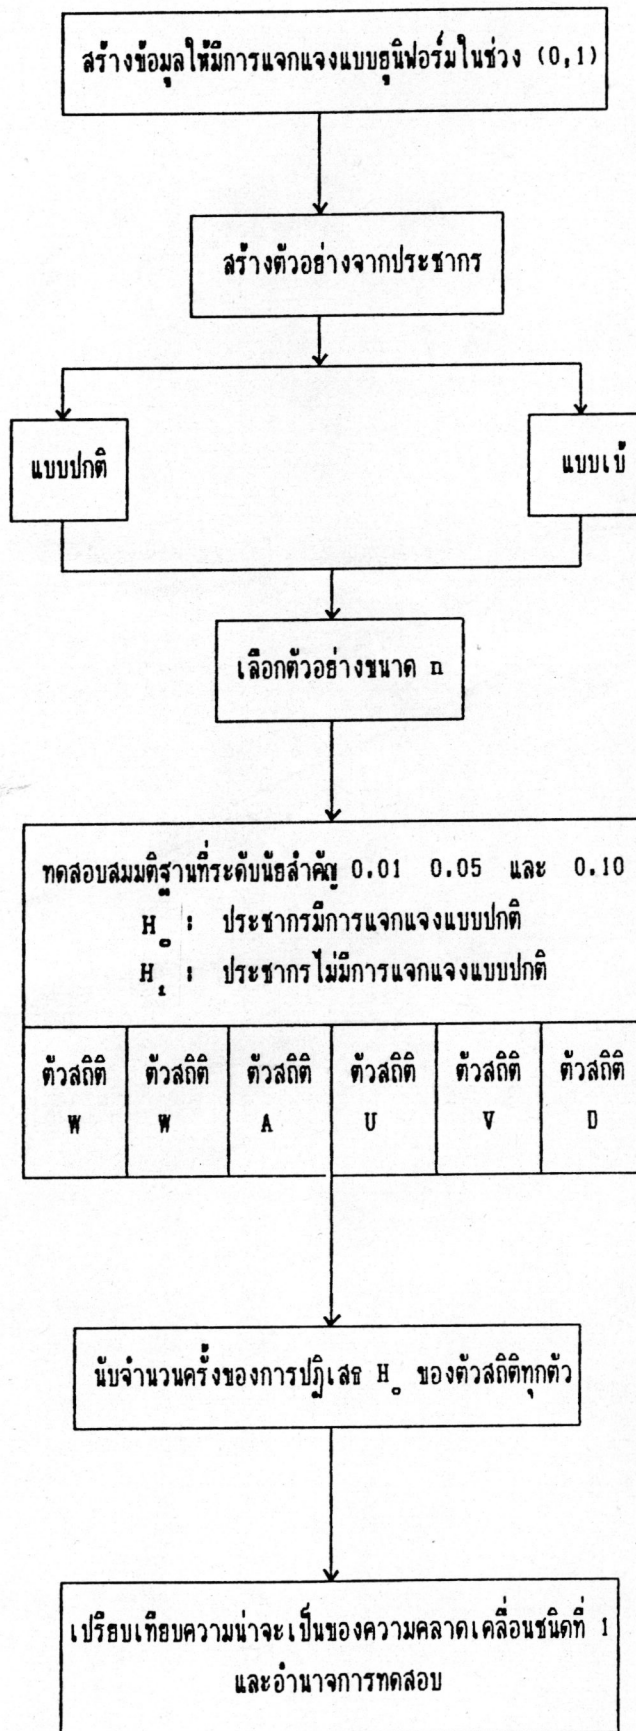 สร้างข้อมูลให้มีการแจกแจงแบบยูนิฟอร์มในช่วง (0,1)
สร้างตัวอย่างจากประชากร
แบบปกติ
แบบเบ้
เลือกตัวอย่างขนาด n
ทดสอบสมมติฐานที่ระดับนัยสำคัญ 0.01 0.05 และ 0.10
H₀ : ประชากรมีการแจกแจงแบบปกติ
H₁ : ประชากรไม่มีการแจกแจงแบบปกติ
ตัวสถิติ ตัวสถิติ ตัวสถิติ ตัวสถิติ ตัวสถิติ ตัวสถิติ
W W A U V D
นับจำนวนครั้งของการปฏิเสธ H₀ ของตัวสถิติทุกตัว
เปรียบเทียบความน่าจะเป็นของความคลาดเคลื่อนชนิดที่ 1
และอำนาจการทดสอบ